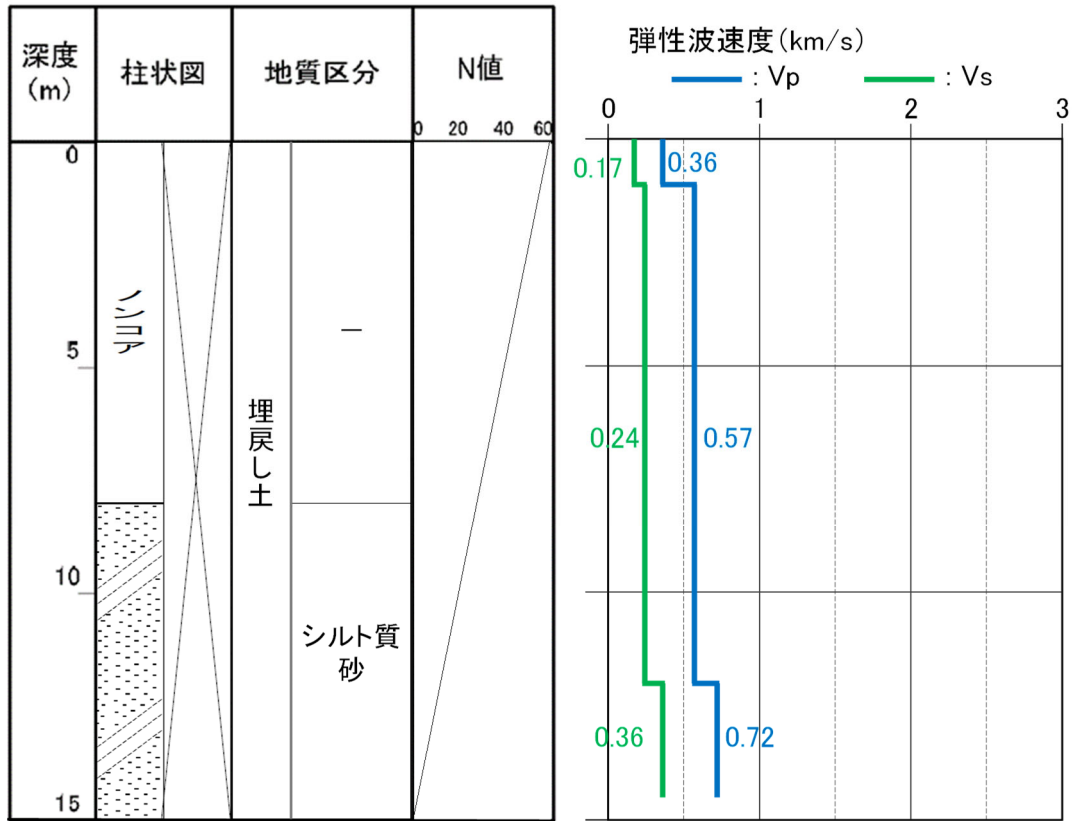 深度
(m)
柱状図
地質区分
N値
0 20 40 60
0
5
10
15
ノンコア
埋戻し土
—
シルト質
砂
弾性波速度(km/s)
: Vp : Vs
0 1 2 3
0.17 0.36
0.24 0.57
0.36 0.72